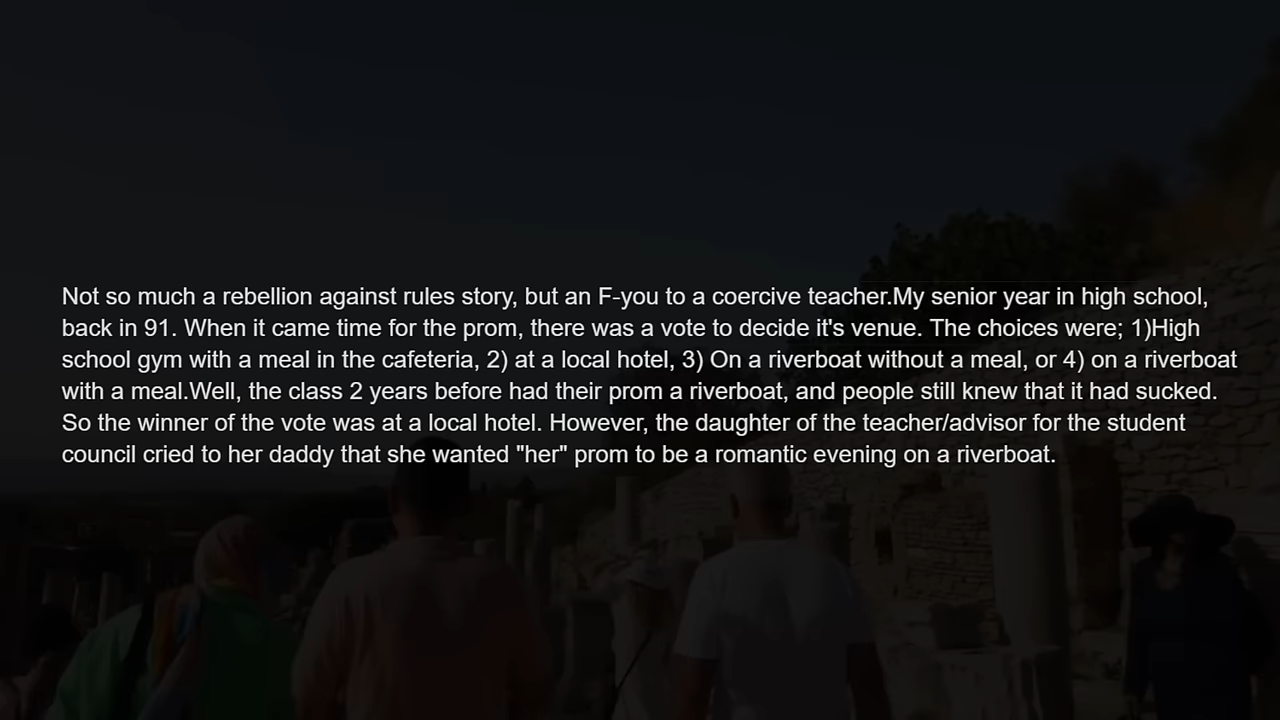 Not so much a rebellion against rules story, but an F-you to a coercive teacher.My senior year in high school,
back in 91. When it came time for the prom, there was a vote to decide it's venue. The choices were; 1)High
school gym with a meal in the cafeteria, 2) at a local hotel, 3) On a riverboat without a meal, or 4) on a riverboat
with a meal.Well, the class 2 years before had their prom a riverboat, and people still knew that it had sucked.
So the winner of the vote was at a local hotel. However, the daughter of the teacher/advisor for the student
council cried to her daddy that she wanted "her" prom to be a romantic evening on a riverboat.